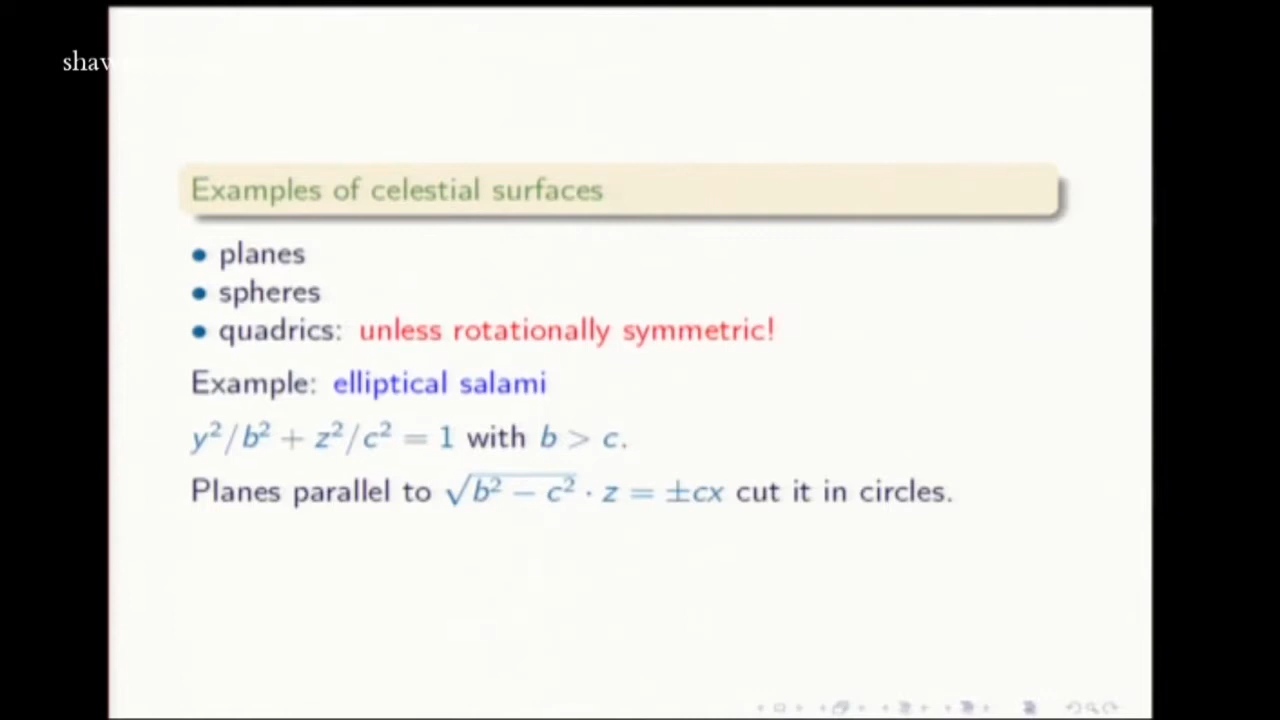 Examples of celestial surfaces
• planes
• spheres
• quadrics: unless rotationally symmetric!
Example: elliptical salami
y²/b² + z²/c² = 1 with b > c.
Planes parallel to √(b² − c²) · z = ±cx cut it in circles.